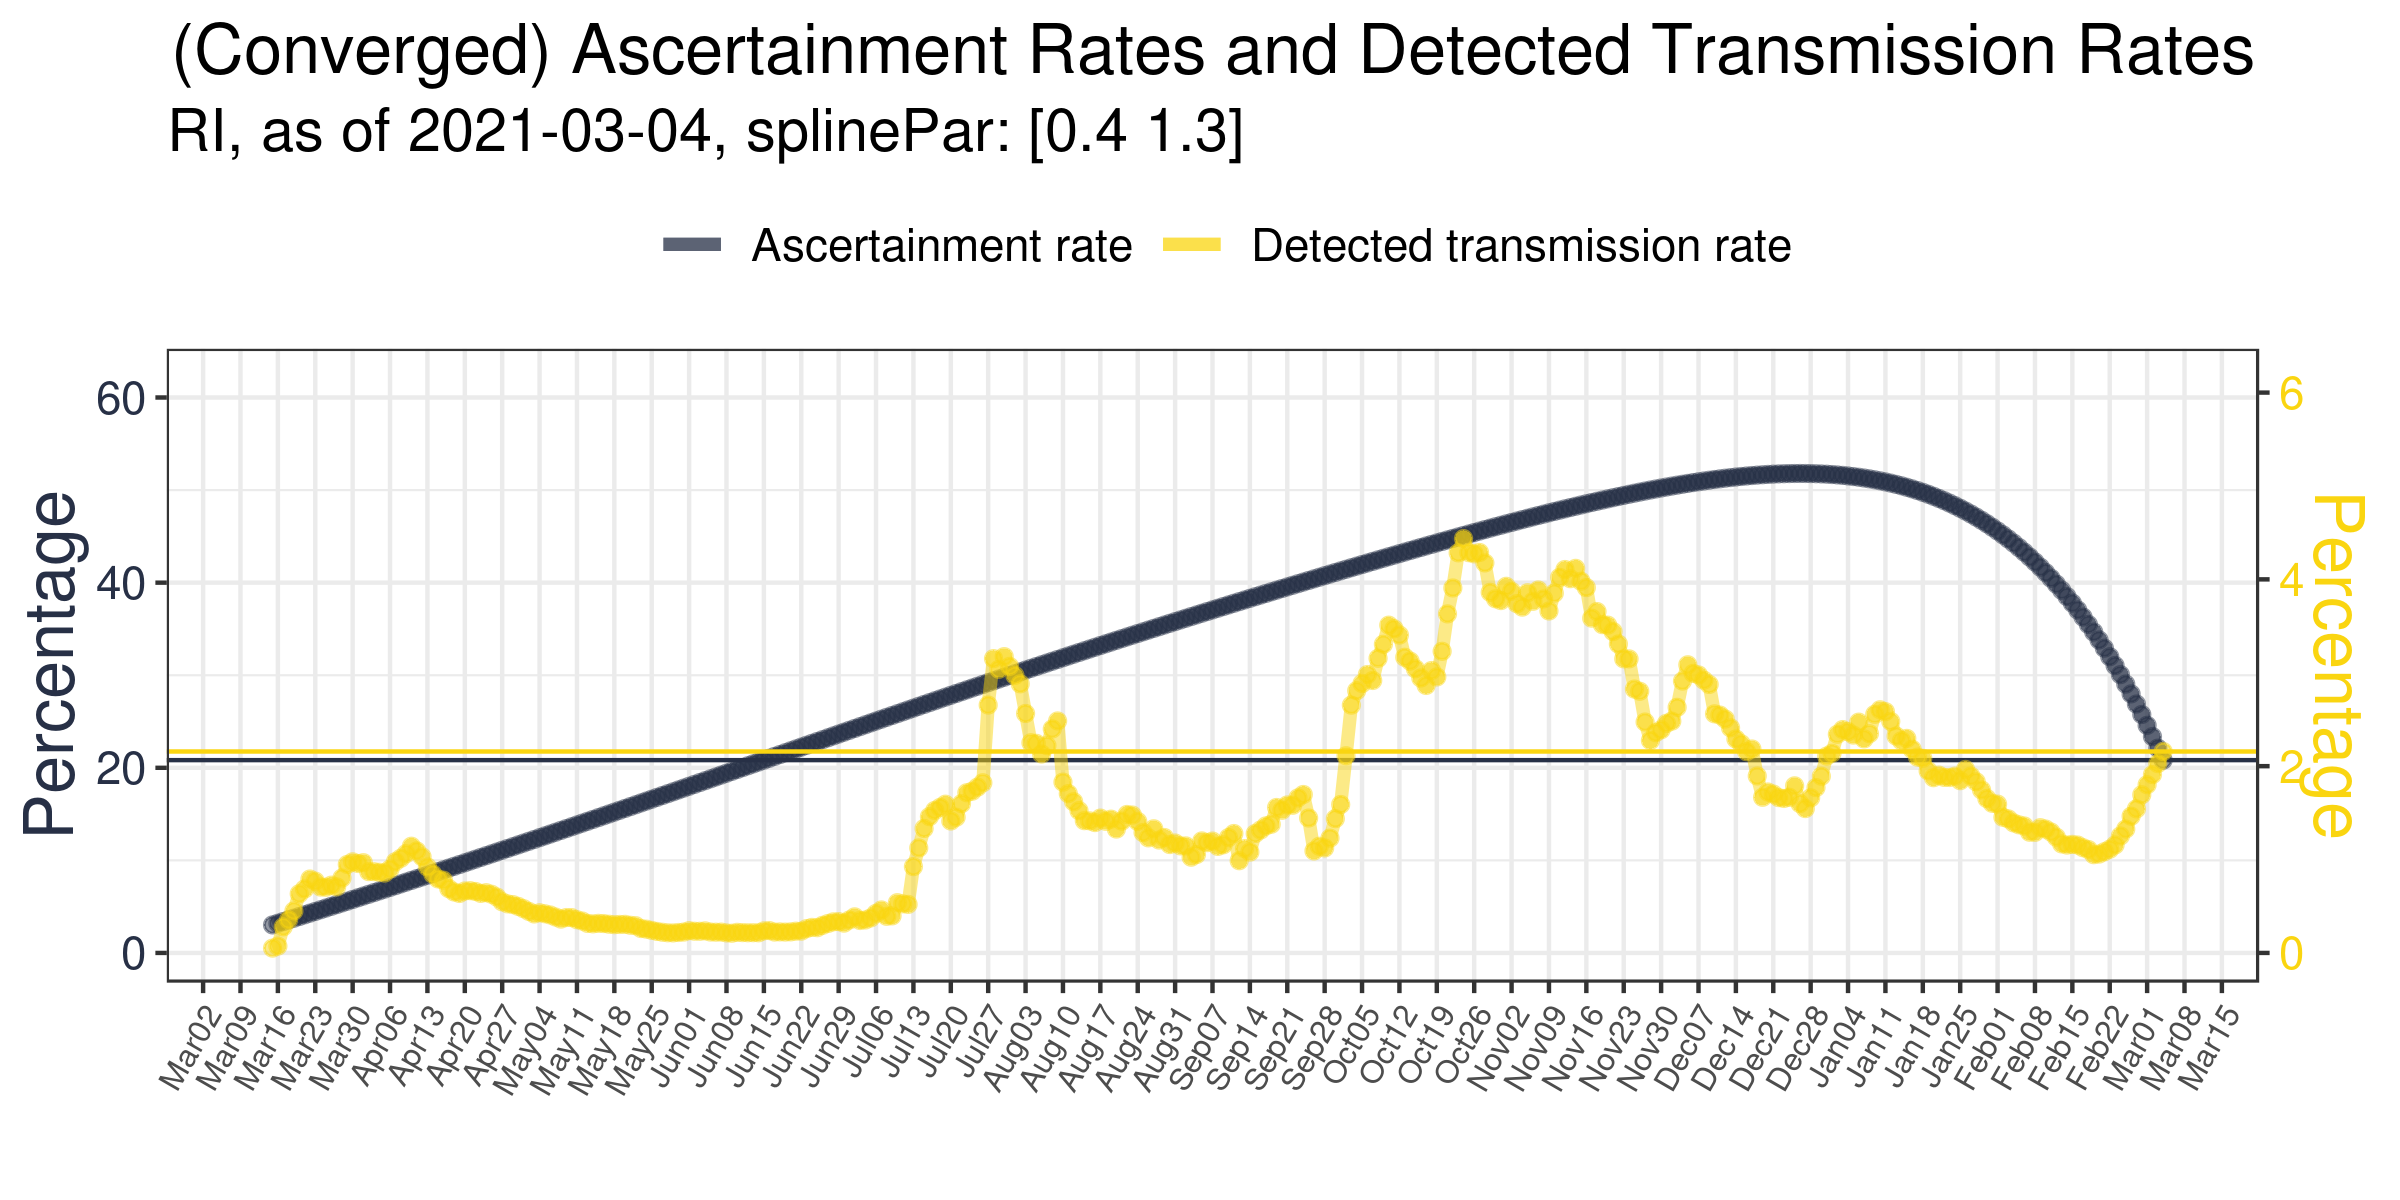 (Converged) Ascertainment Rates and Detected Transmission Rates
RI, as of 2021-03-04, splinePar: [0.4 1.3]
Ascertainment rate
Detected transmission rate
Percentage
60
40
20
0
6
4
2
0
Percentage
Mar02
Mar09
Mar16
Mar23
Mar30
Apr06
Apr13
Apr20
Apr27
May04
May11
May18
May25
Jun01
Jun08
Jun15
Jun22
Jun29
Jul06
Jul13
Jul20
Jul27
Aug03
Aug10
Aug17
Aug24
Aug31
Sep07
Sep14
Sep21
Sep28
Oct05
Oct12
Oct19
Oct26
Nov02
Nov09
Nov16
Nov23
Nov30
Dec07
Dec14
Dec21
Dec28
Jan04
Jan11
Jan18
Jan25
Feb01
Feb08
Feb15
Feb22
Mar01
Mar08
Mar15